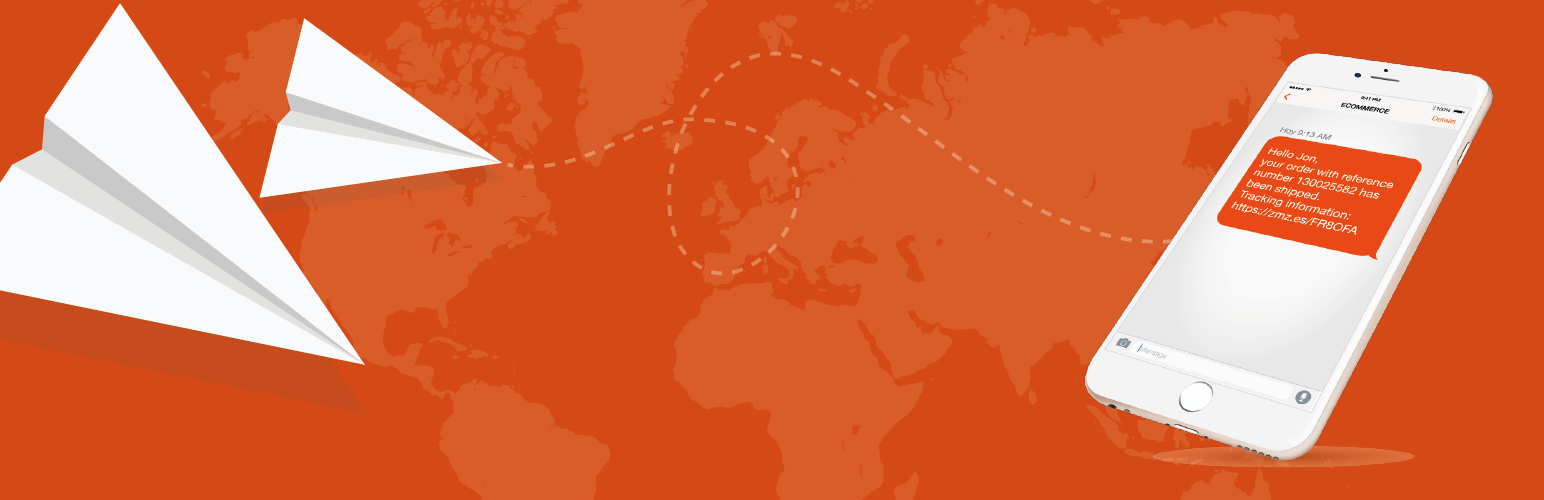 9:41 PM
100%
ECOMMERCE
Details
Hoy 9:13 AM
Hello Jon,
your order with reference
number 130025582 has
been shipped.
Tracking information:
https://zmz.es/FR8OFA